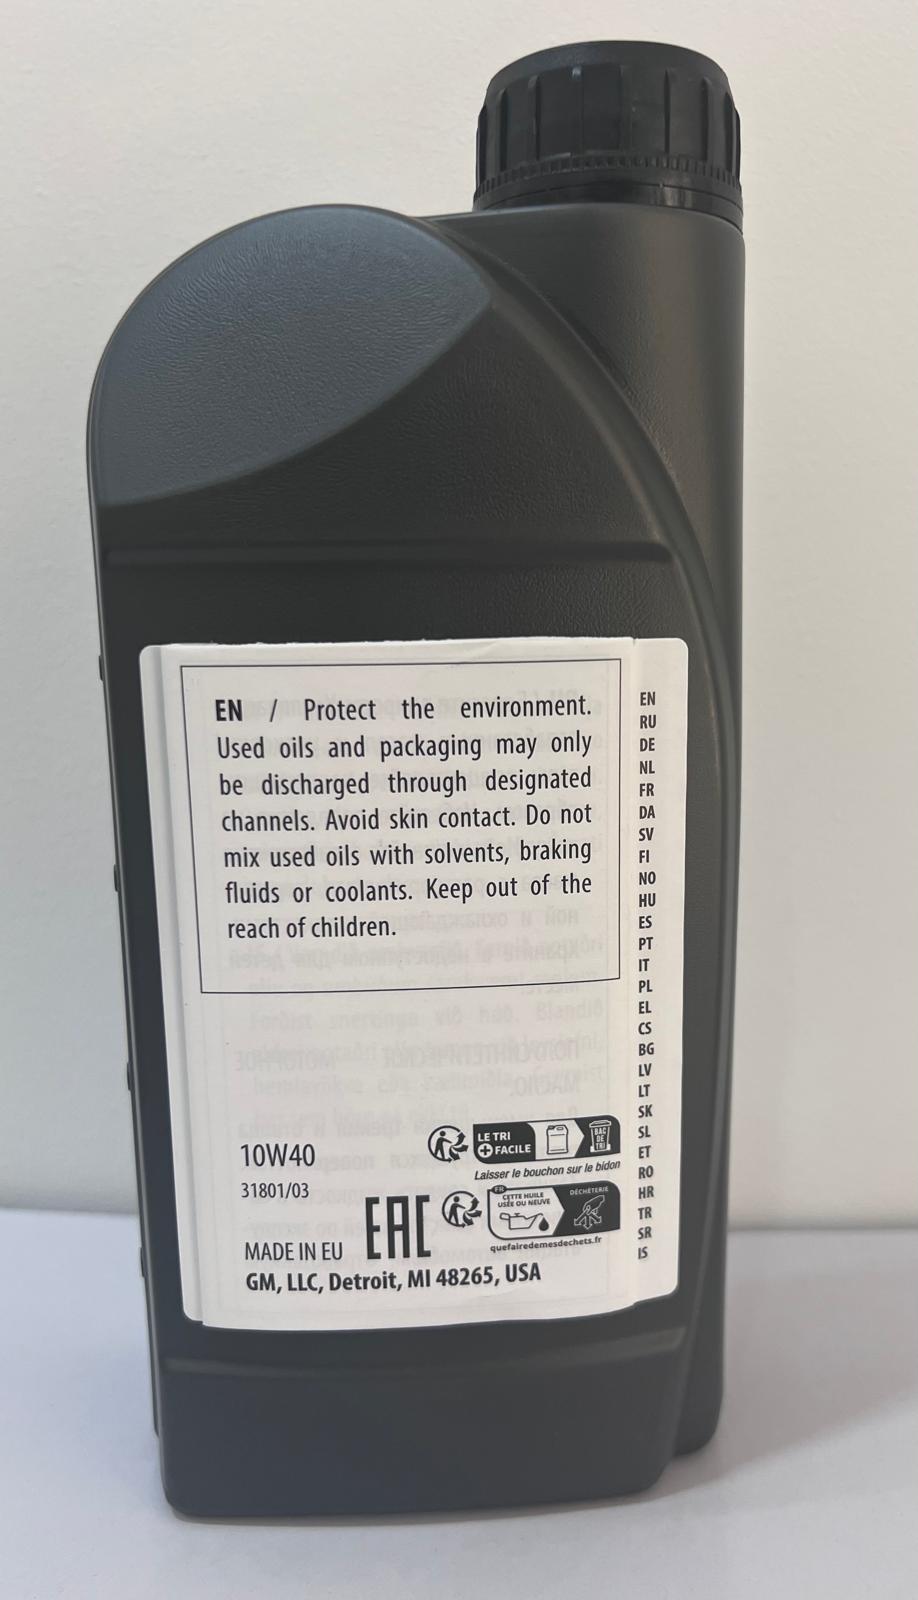 EN / Protect the environment.
Used oils and packaging may only
be discharged through designated
channels. Avoid skin contact. Do not
mix used oils with solvents, braking
fluids or coolants. Keep out of the
reach of children.
EN
RU
DE
NL
FR
DA
SV
FI
NO
HU
ES
PT
IT
PL
EL
CS
BG
LV
LT
SK
SL
ET
RO
HR
TR
SR
IS
10W40
31801/03
MADE IN EU
EAC
GM, LLC, Detroit, MI 48265, USA
LE TRI
+ FACILE
BAC
DE
TRI
Laisser le bouchon sur le bidon
FR
CETTE HUILE
USÉE OU NEUVE
DÉCHÈTERIE
quefairedemesdechets.fr